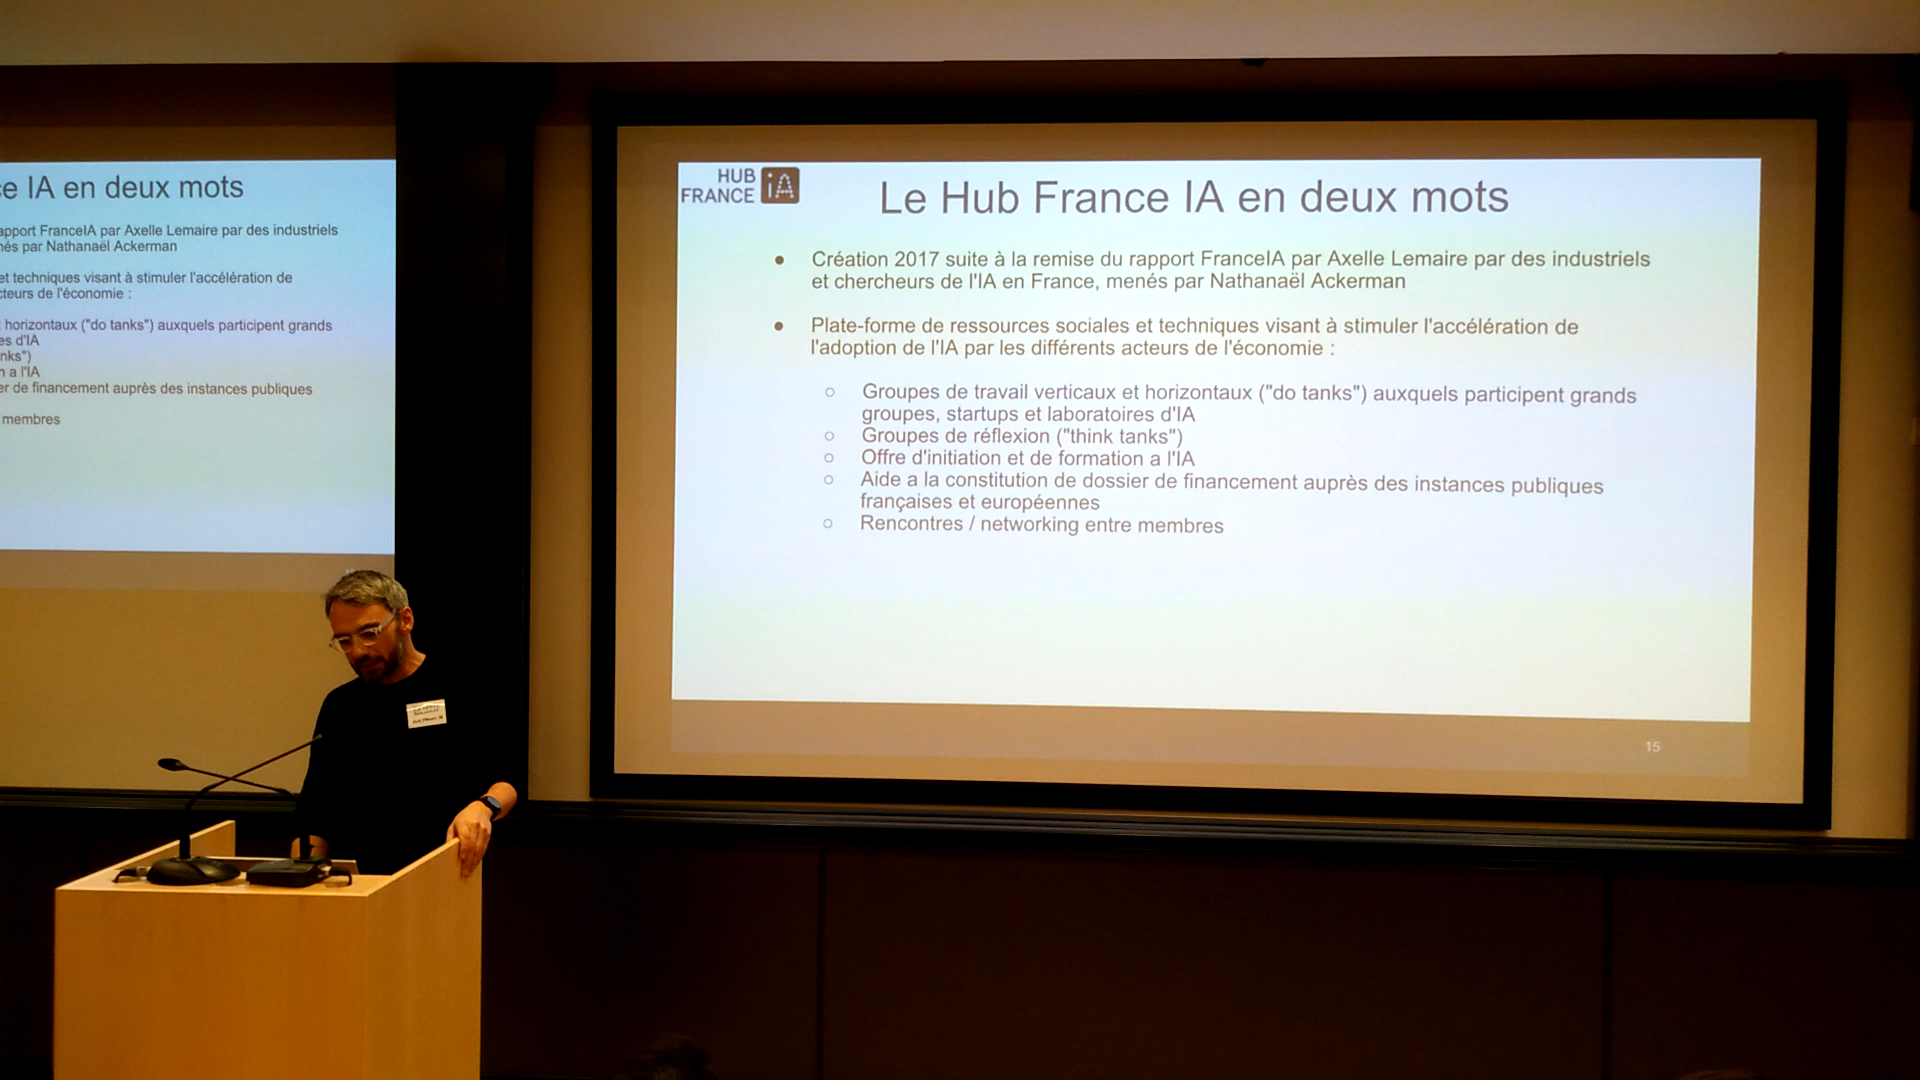 e IA en deux mots
apport FranceIA par Axelle Lemaire par des industriels
nés par Nathanaël Ackerman
et techniques visant à stimuler l'accélération de
cteurs de l'économie :
horizontaux ("do tanks") auxquels participent grands
es d'IA
nks")
n a l'IA
er de financement auprès des instances publiques
membres
HUB
FRANCE
iA
Le Hub France IA en deux mots
● Création 2017 suite à la remise du rapport FranceIA par Axelle Lemaire par des industriels
et chercheurs de l'IA en France, menés par Nathanaël Ackerman
● Plate-forme de ressources sociales et techniques visant à stimuler l'accélération de
l'adoption de l'IA par les différents acteurs de l'économie :
○ Groupes de travail verticaux et horizontaux ("do tanks") auxquels participent grands
groupes, startups et laboratoires d'IA
○ Groupes de réflexion ("think tanks")
○ Offre d'initiation et de formation a l'IA
○ Aide a la constitution de dossier de financement auprès des instances publiques
françaises et européennes
○ Rencontres / networking entre membres
15